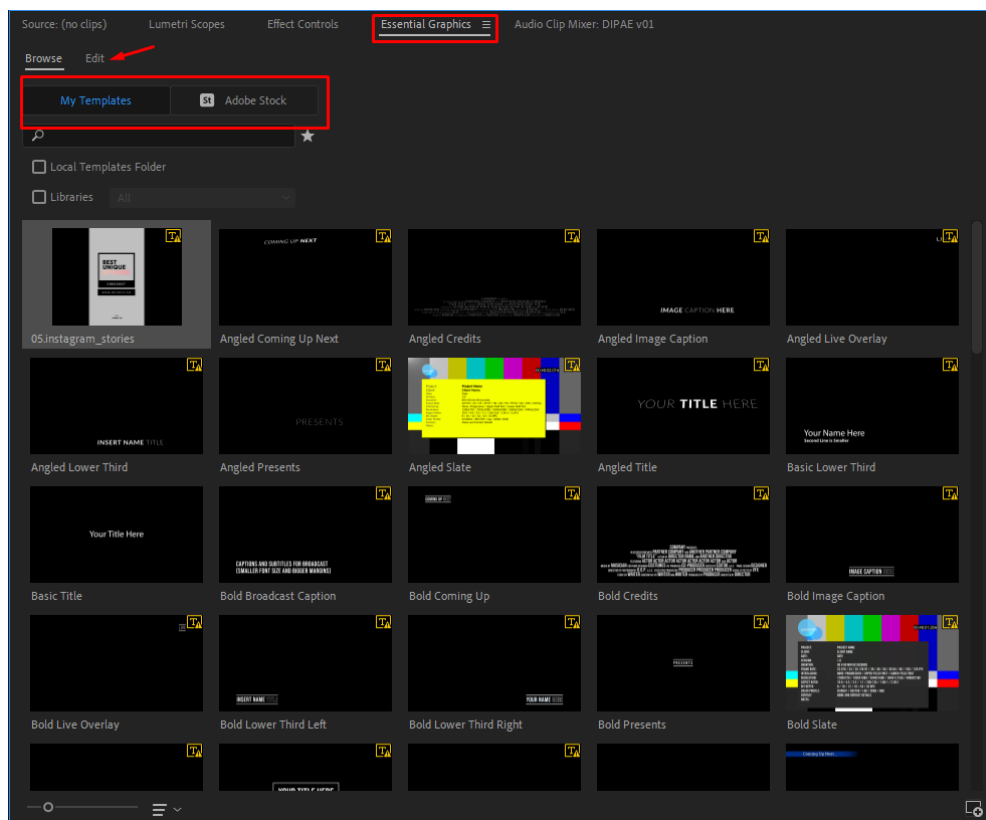 Source: (no clips) Lumetri Scopes Effect Controls Essential Graphics Audio Clip Mixer: DIPAE v01
Browse Edit
My Templates St Adobe Stock
Local Templates Folder
Libraries All
BEST
UNIQUE
COMING UP NEXT
IMAGE CAPTION HERE
05.instagram_stories Angled Coming Up Next Angled Credits Angled Image Caption Angled Live Overlay
INSERT NAME TITLE
PRESENTS
Project Name
YOUR TITLE HERE
Your Name Here
Second Line is Smaller
Angled Lower Third Angled Presents Angled Slate Angled Title Basic Lower Third
Your Title Here
CAPTIONS AND SUBTITLES FOR BROADCAST
(SMALLER FONT SIZE AND BIGGER MARGINS)
COMING UP
IMAGE CAPTION
Basic Title Bold Broadcast Caption Bold Coming Up Bold Credits Bold Image Caption
INSERT NAME
YOUR NAME
PRESENTS
Bold Live Overlay Bold Lower Third Left Bold Lower Third Right Bold Presents Bold Slate
YOUR TITLE HERE
Coming Up Next...